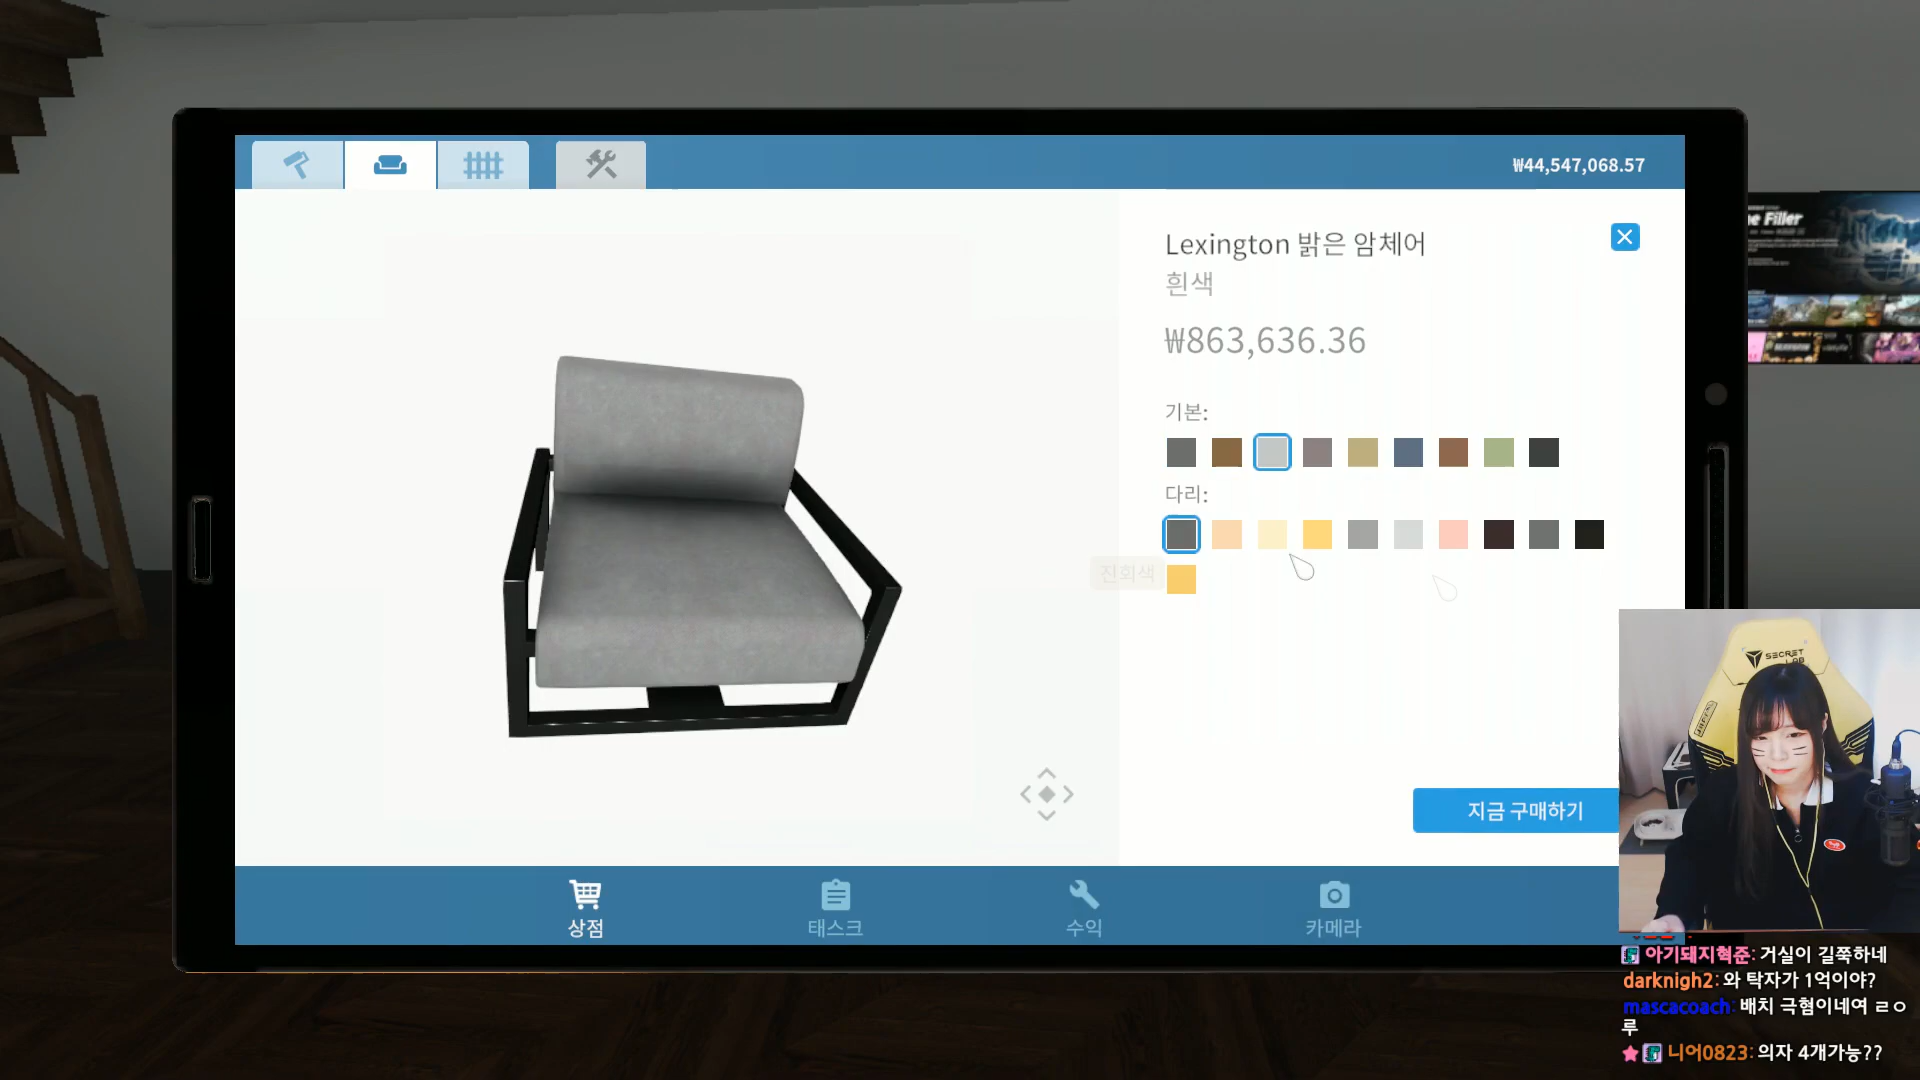 ₩44,547,068.57
e Filler
Lexington 밝은 암체어
흰색
₩863,636.36
기본:
다리:
진회색
지금 구매하기
SECRET
LAB
상점
태스크
수익
카메라
아기돼지혁준: 거실이 길쭉하네
darknigh2: 와 탁자가 1억이야?
mascacoach: 배치 극혐이네여 ㄹㅇ
루
니어0823: 의자 4개가능??